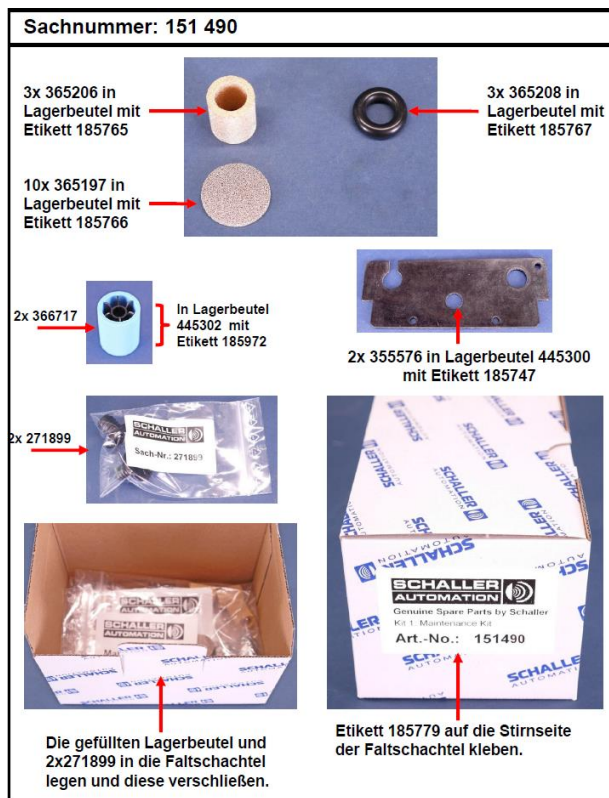 Sachnummer: 151 490
3x 365206 in
Lagerbeutel mit
Etikett 185765
3x 365208 in
Lagerbeutel mit
Etikett 185767
10x 365197 in
Lagerbeutel mit
Etikett 185766
2x 366717
In Lagerbeutel
445302 mit
Etikett 185972
2x 355576 in Lagerbeutel 445300
mit Etikett 185747
2x 271899
SCHALLER
AUTOMATION
Sach-Nr.: 271899
SCHALLER
AUTOMATION
SCHALLER
AUTOMATION
Genuine Spare Parts by Schaller
Kit 1: Maintenance Kit
Art.-No.: 151490
SCHALLER
AUTOMATION
Die gefüllten Lagerbeutel und
2x271899 in die Faltschachtel
legen und diese verschließen.
Etikett 185779 auf die Stirnseite
der Faltschachtel kleben.